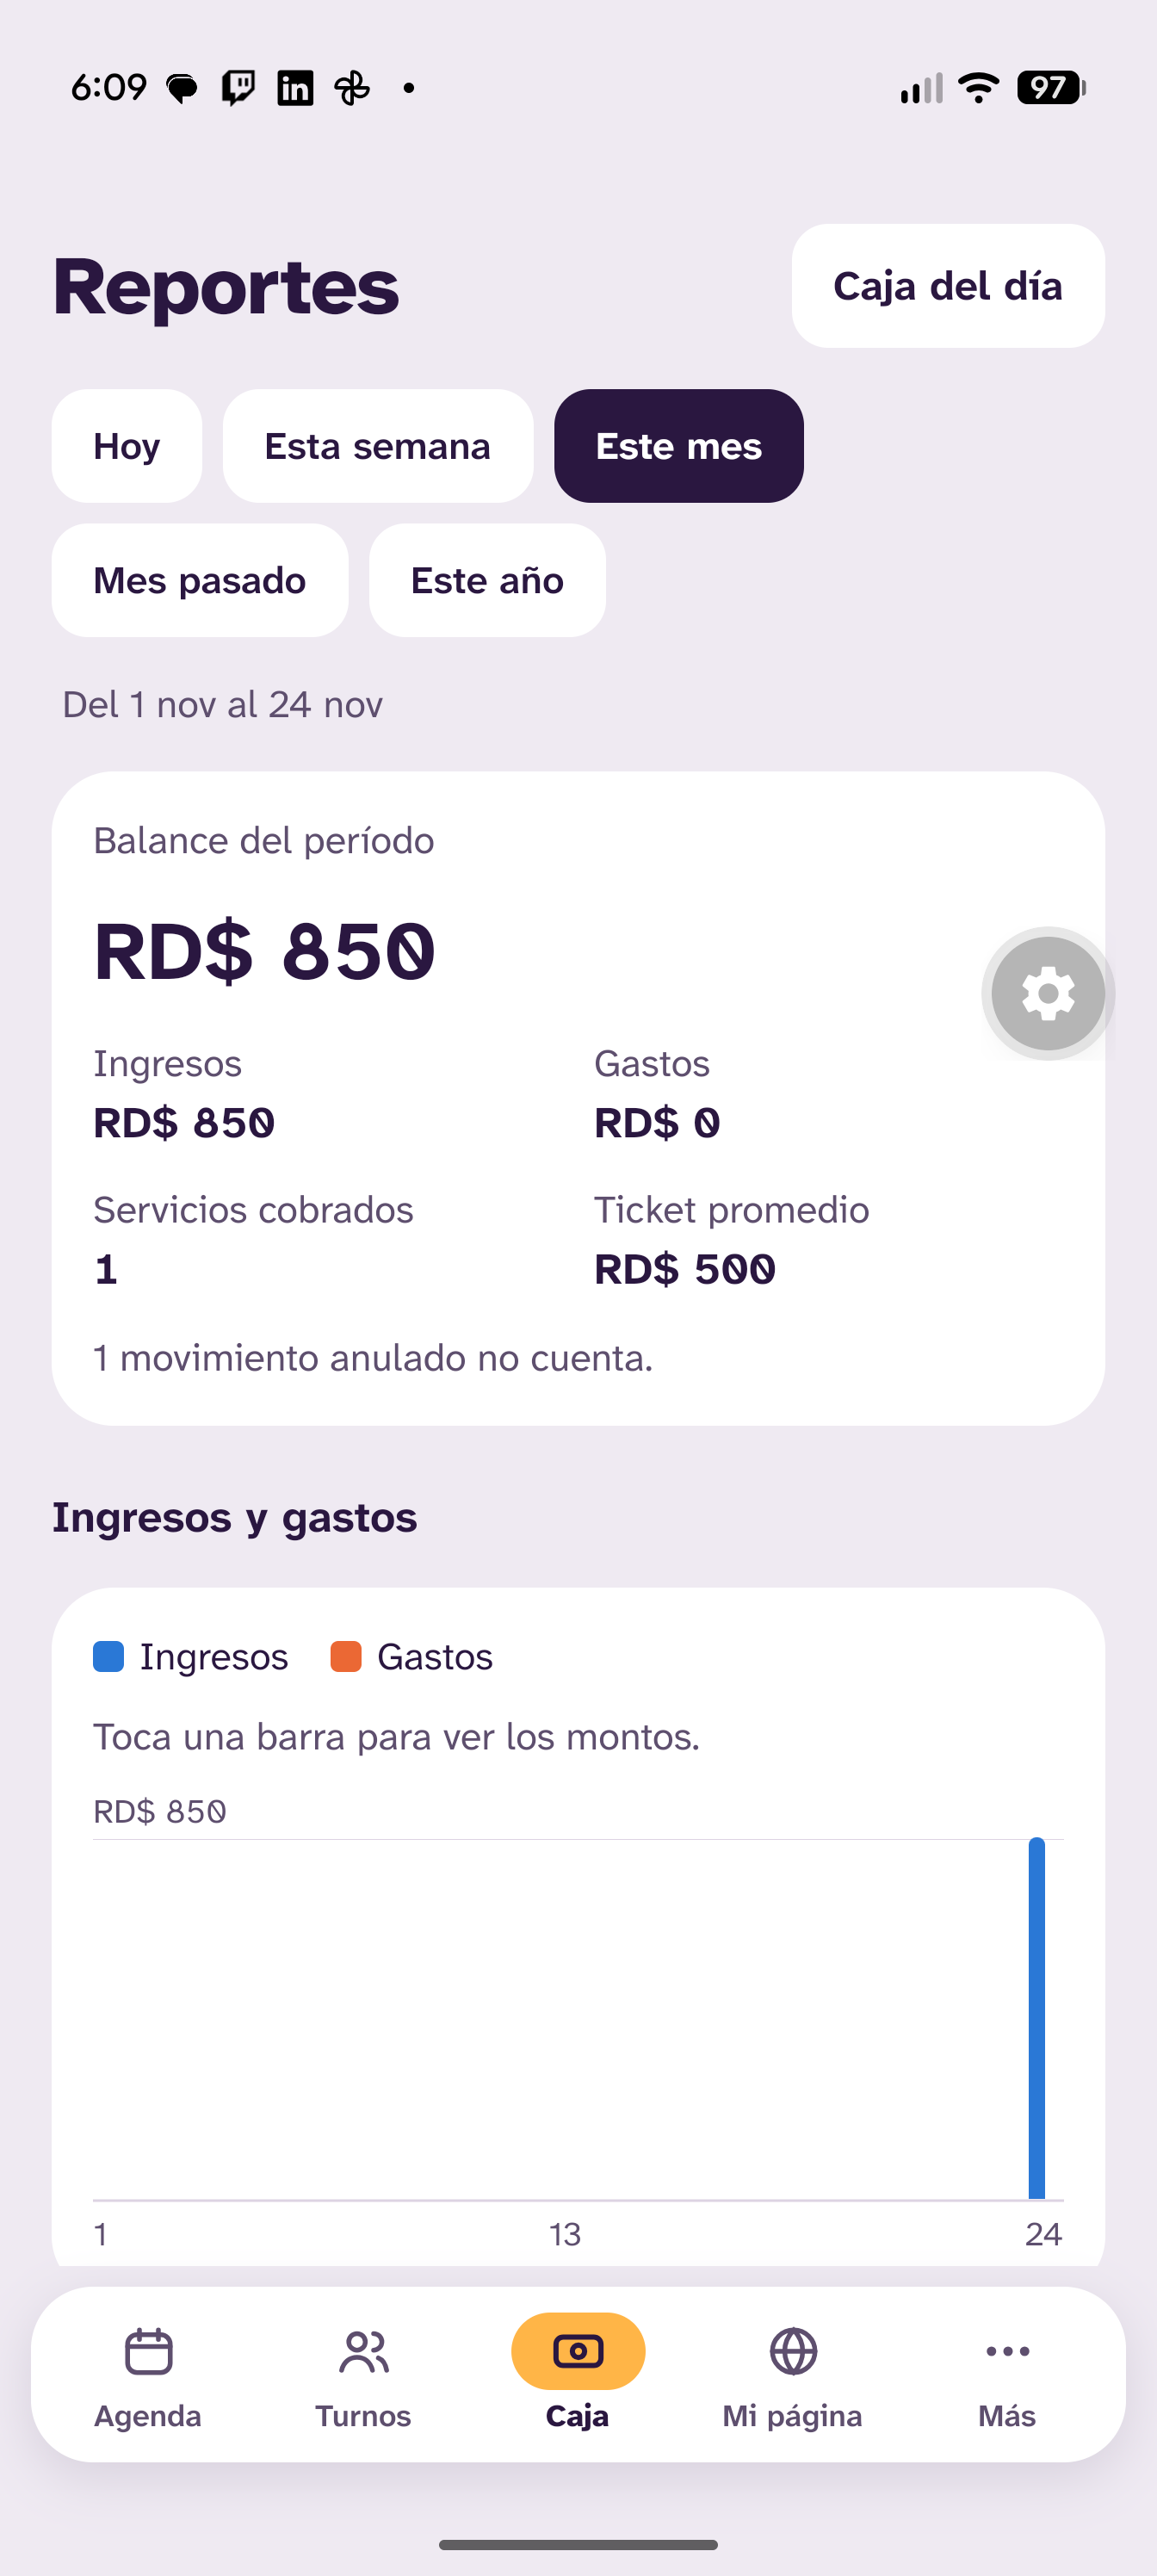 6:09
97
Reportes
Caja del día
Hoy
Esta semana
Este mes
Mes pasado
Este año
Del 1 nov al 24 nov
Balance del período
RD$ 850
Ingresos
Gastos
RD$ 850
RD$ 0
Servicios cobrados
Ticket promedio
1
RD$ 500
1 movimiento anulado no cuenta.
Ingresos y gastos
Ingresos
Gastos
Toca una barra para ver los montos.
RD$ 850
1
13
24
Agenda
Turnos
Caja
Mi página
Más